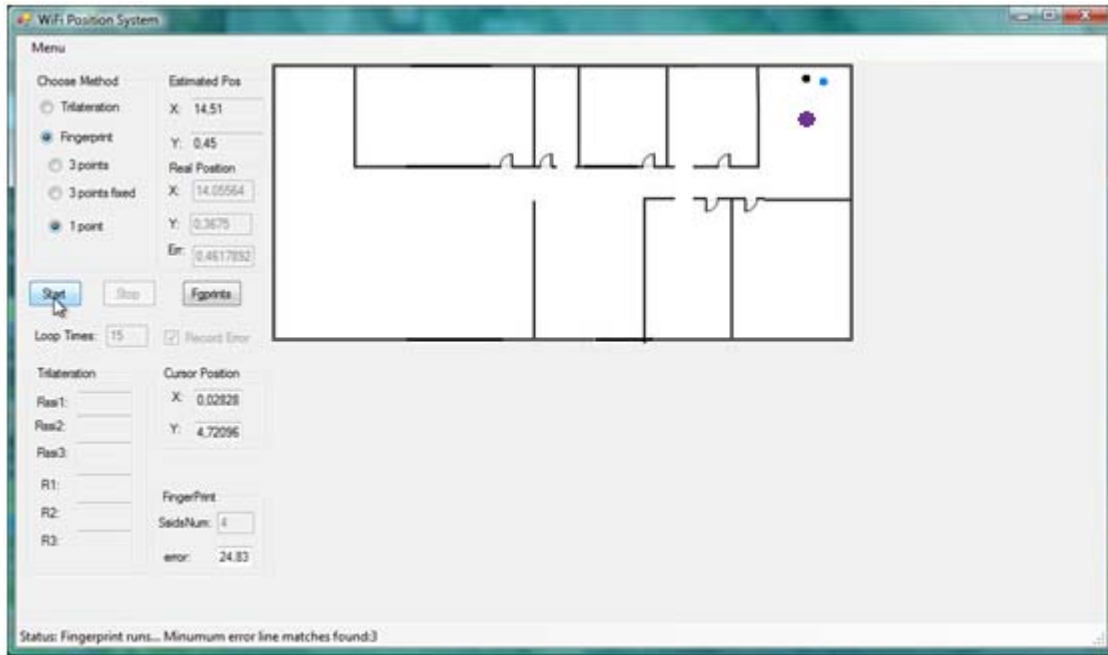 WiFi Position System
Menu
Choose Method
Trilateration
Fingerprint
3 points
3 points fixed
1 point
Estimated Pos
X: 14,51
Y: 0,45
Real Position
X: 14.05564
Y: 0.3675
Err: 0.4617892
Start
Stop
Fgprints
Loop Times: 15
Record Error
Trilateration
Rssi1:
Rssi2:
Rssi3:
R1:
R2:
R3:
Cursor Position
X: 0,02828
Y: 4,72096
FingerPrint
SsidsNum: 4
error: 24,83
Status: Fingerprint runs... Minumum error line matches found:3